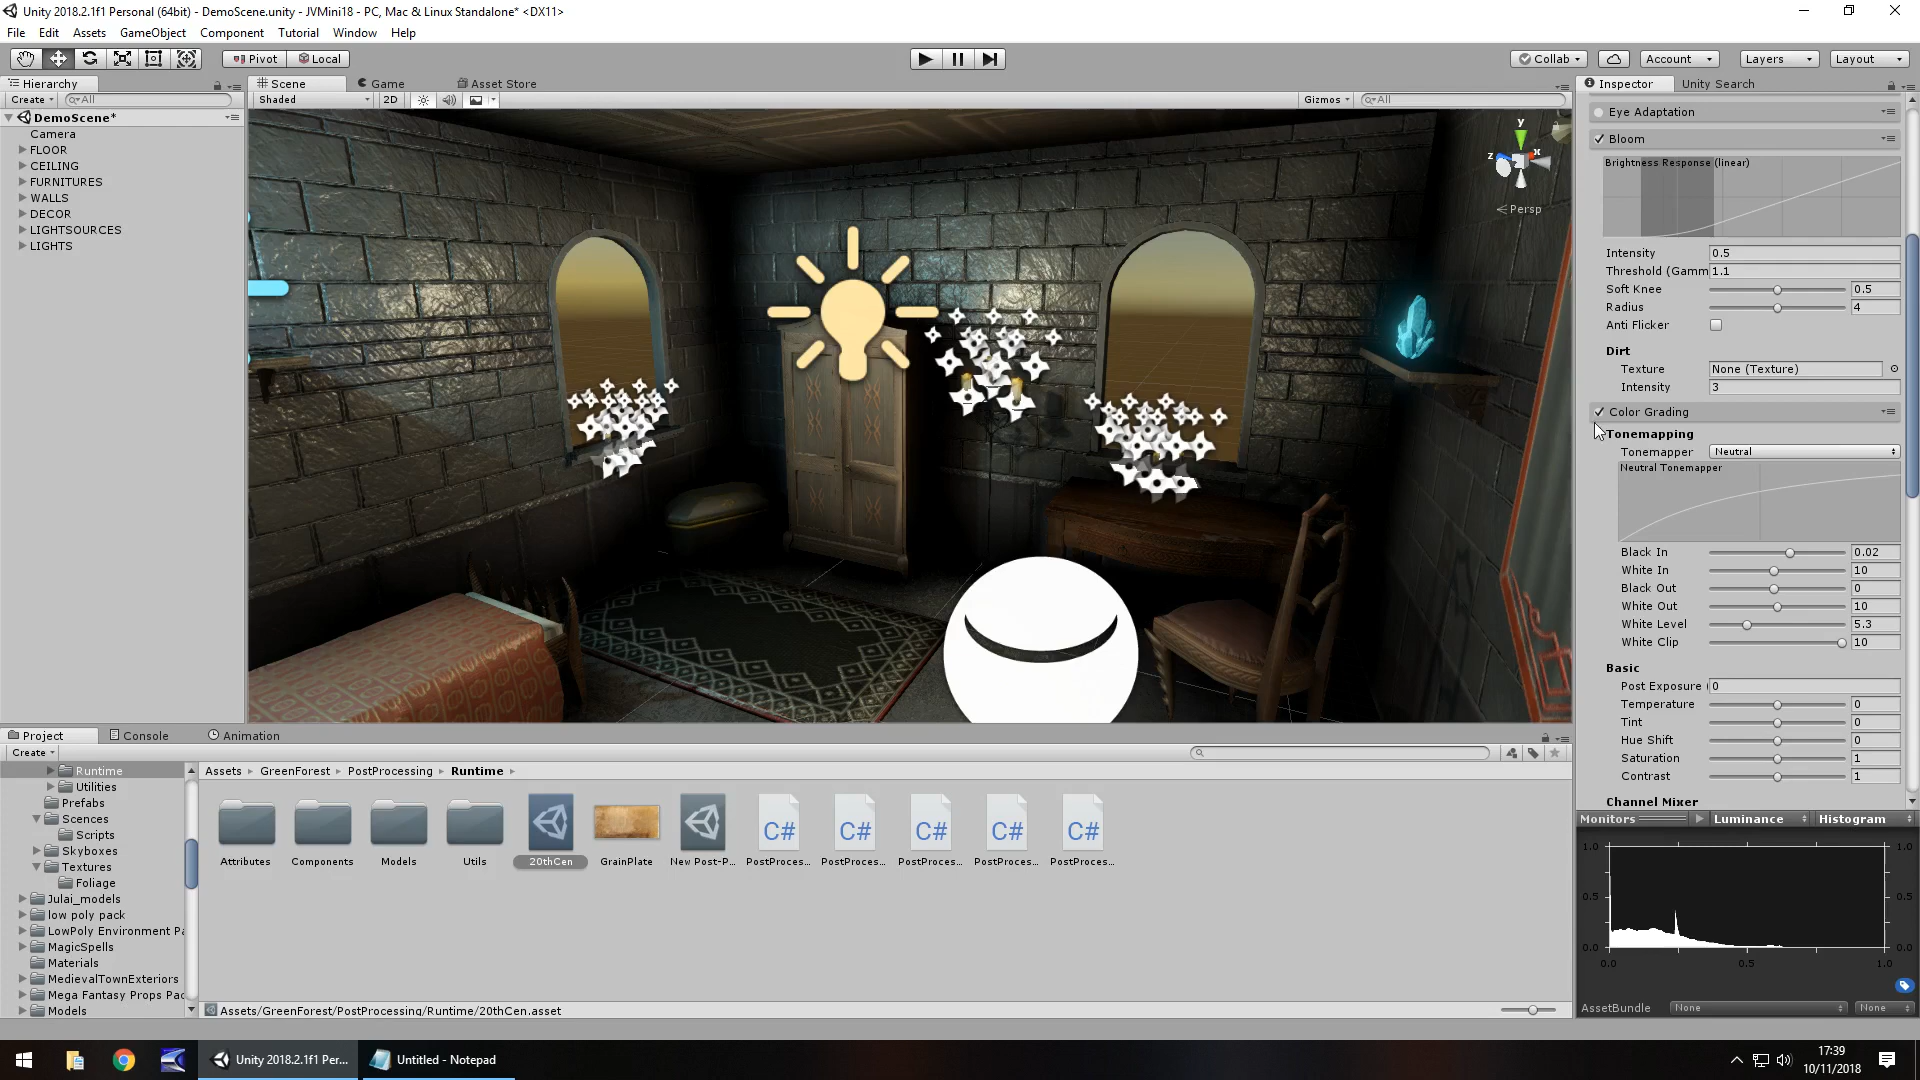 Unity 2018.2.1f1 Personal (64bit) - DemoScene.unity - JVMini18 - PC, Mac & Linux Standalone* <DX11>
File Edit Assets GameObject Component Tutorial Window Help
Pivot Local Collab Account Layers Layout
Hierarchy Scene Game Asset Store Inspector Unity Search
Create All Shaded 2D Gizmos All
DemoScene*
Camera
FLOOR
CEILING
FURNITURES
WALLS
DECOR
LIGHTSOURCES
LIGHTS
y
z x
Persp
Eye Adaptation
Bloom
Brightness Response (linear)
Intensity 0.5
Threshold (Gamm 1.1
Soft Knee 0.5
Radius 4
Anti Flicker
Dirt
Texture None (Texture)
Intensity 3
Color Grading
Tonemapping
Tonemapper Neutral
Neutral Tonemapper
Black In 0.02
White In 10
Black Out 0
White Out 10
White Level 5.3
White Clip 10
Basic
Post Exposure ( 0
Temperature 0
Tint 0
Hue Shift 0
Saturation 1
Contrast 1
Channel Mixer
Monitors Luminance Histogram
1.0 1.0
0.5 0.5
0.0 0.0
0.0 0.5 1.0
AssetBundle None None
Project Console Animation
Create
Runtime
Utilities
Prefabs
Scences
Scripts
Skyboxes
Textures
Foliage
Julai_models
low poly pack
LowPoly Environment Pa
MagicSpells
Materials
MedievalTownExteriors
Mega Fantasy Props Pac
Models
Assets GreenForest PostProcessing Runtime
C# C# C# C# C#
Attributes Components Models Utils 20thCen GrainPlate New Post-P... PostProces... PostProces... PostProces... PostProces... PostProces...
Assets/GreenForest/PostProcessing/Runtime/20thCen.asset
Unity 2018.2.1f1 Per... Untitled - Notepad
17:39
10/11/2018